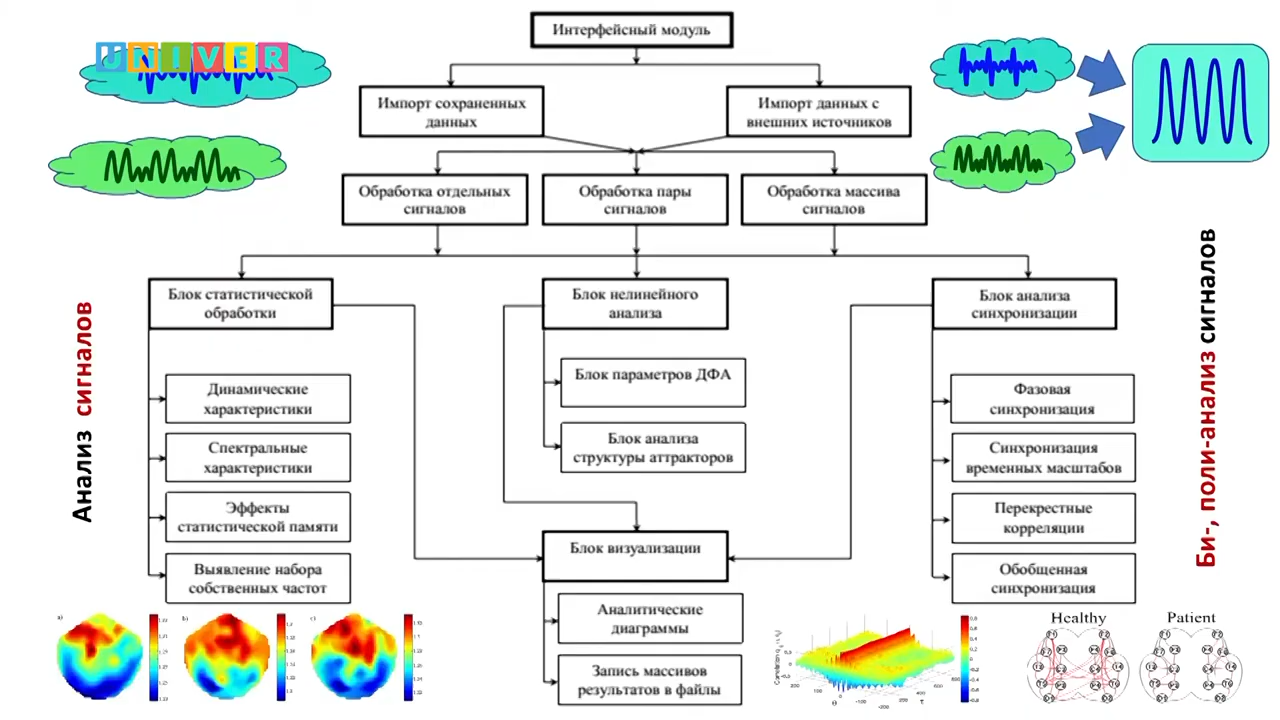 UNIVER
Интерфейсный модуль
Импорт сохраненных
данных
Импорт данных с
внешних источников
Обработка отдельных
сигналов
Обработка пары
сигналов
Обработка массива
сигналов
Блок статистической
обработки
Блок нелинейного
анализа
Блок анализа
синхронизации
Анализ сигналов
Динамические
характеристики
Спектральные
характеристики
Эффекты
статистической памяти
Выявление набора
собственных частот
Блок параметров ДФА
Блок анализа
структуры аттракторов
Блок визуализации
Аналитические
диаграммы
Запись массивов
результатов в файлы
Фазовая
синхронизация
Синхронизация
временных масштабов
Перекрестные
корреляции
Обобщенная
синхронизация
Би-, поли-анализ сигналов
a)
b)
c)
Healthy
Patient